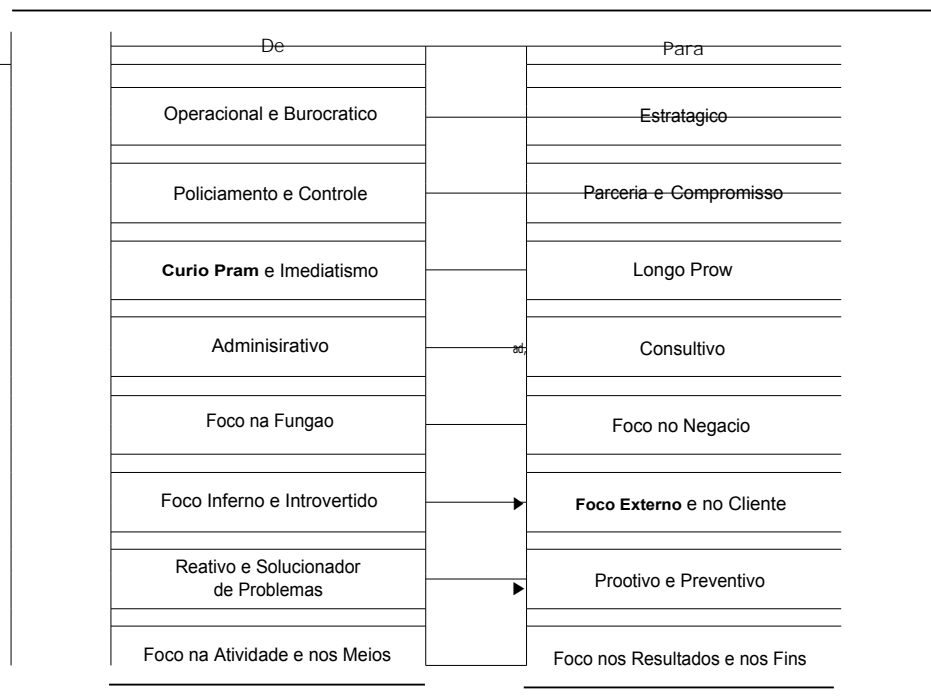 De Para
Operacional e Burocratico Estratagico
Policiamento e Controle Parceria e Compromisso
Curio Pram e Imediatismo Longo Prow
Adminisirativo ad, Consultivo
Foco na Fungao Foco no Negacio
Foco Inferno e Introvertido Foco Externo e no Cliente
Reativo e Solucionador
de Problemas Prootivo e Preventivo
Foco na Atividade e nos Meios Foco nos Resultados e nos Fins